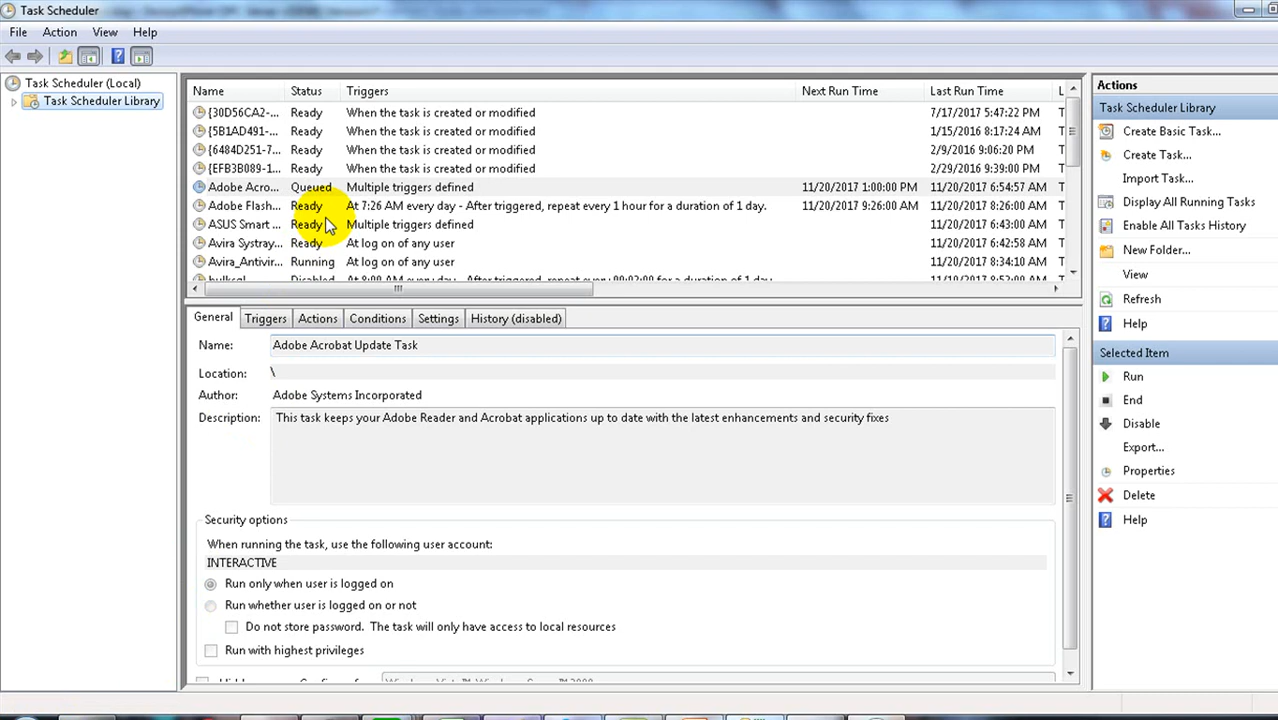 Task Scheduler
File Action View Help
Task Scheduler (Local)
Task Scheduler Library
Name Status Triggers Next Run Time Last Run Time L
{30D56CA2-... Ready When the task is created or modified 7/17/2017 5:47:22 PM T
{5B1AD491-... Ready When the task is created or modified 1/15/2016 8:17:24 AM T
{6484D251-7... Ready When the task is created or modified 2/9/2016 9:06:20 PM T
{EFB3B089-1... Ready When the task is created or modified 2/29/2016 9:39:00 PM T
Adobe Acro... Queued Multiple triggers defined 11/20/2017 1:00:00 PM 11/20/2017 6:54:57 AM T
Adobe Flash... Ready At 7:26 AM every day - After triggered, repeat every 1 hour for a duration of 1 day. 11/20/2017 9:26:00 AM 11/20/2017 8:26:00 AM T
ASUS Smart ... Ready Multiple triggers defined 11/20/2017 6:43:00 AM T
Avira Systray... Ready At log on of any user 11/20/2017 6:42:58 AM T
Avira_Antivir... Running At log on of any user 11/20/2017 8:34:10 AM T
Disabled
General Triggers Actions Conditions Settings History (disabled)
Name: Adobe Acrobat Update Task
Location: \
Author: Adobe Systems Incorporated
Description: This task keeps your Adobe Reader and Acrobat applications up to date with the latest enhancements and security fixes
Security options
When running the task, use the following user account:
INTERACTIVE
Run only when user is logged on
Run whether user is logged on or not
Do not store password. The task will only have access to local resources
Run with highest privileges
Actions
Task Scheduler Library
Create Basic Task...
Create Task...
Import Task...
Display All Running Tasks
Enable All Tasks History
New Folder...
View
Refresh
Help
Selected Item
Run
End
Disable
Export...
Properties
Delete
Help